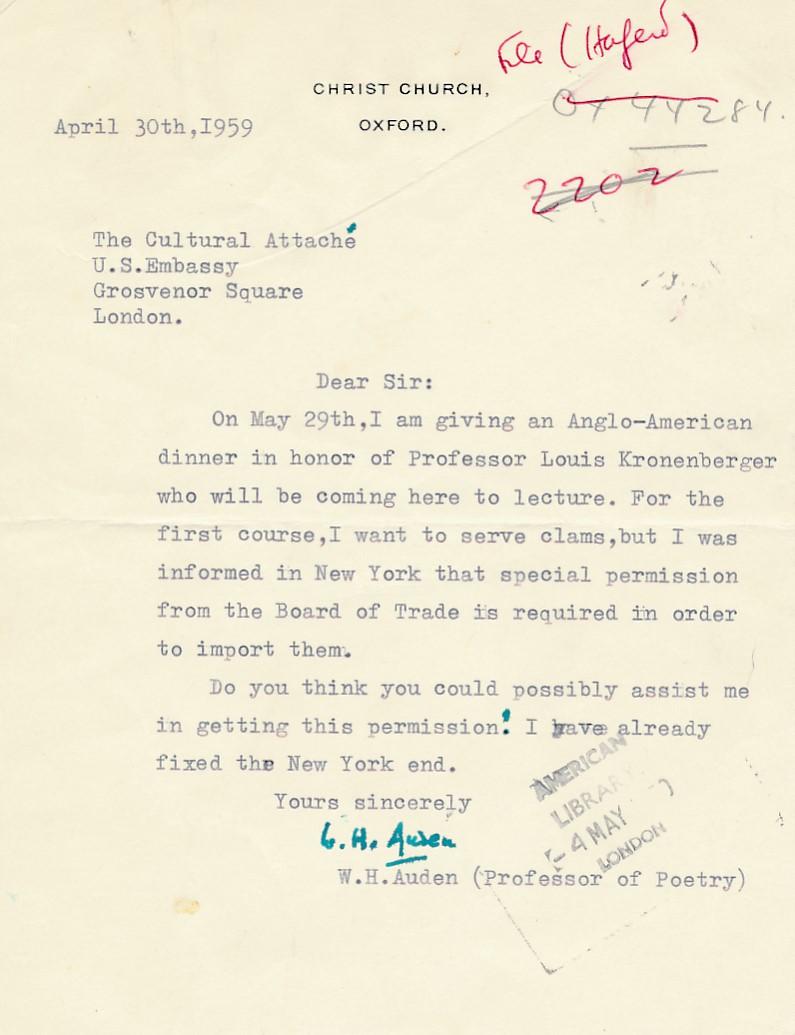 File (
CHRIST CHURCH,
OX 44284.
April 30th,1959
OXFORD.
2202
The Cultural Attaché
U.S.Embassy
Grosvenor Square
London.
Dear Sir:
On May 29th,I am giving an Anglo-American
dinner in honor of Professor Louis Kronenberger
who will be coming here to lecture. For the
first course,I want to serve clams,but I was
informed in New York that special permission
from the Board of Trade is required in order
to import them.
Do you think you could possibly assist me
in getting this permission? I have already
fixed the New York end.
Yours sincerely
W. H. Auden
W.H.Auden (Professor of Poetry)
AMERICAN
LIBRARY
- 4 MAY
LONDON